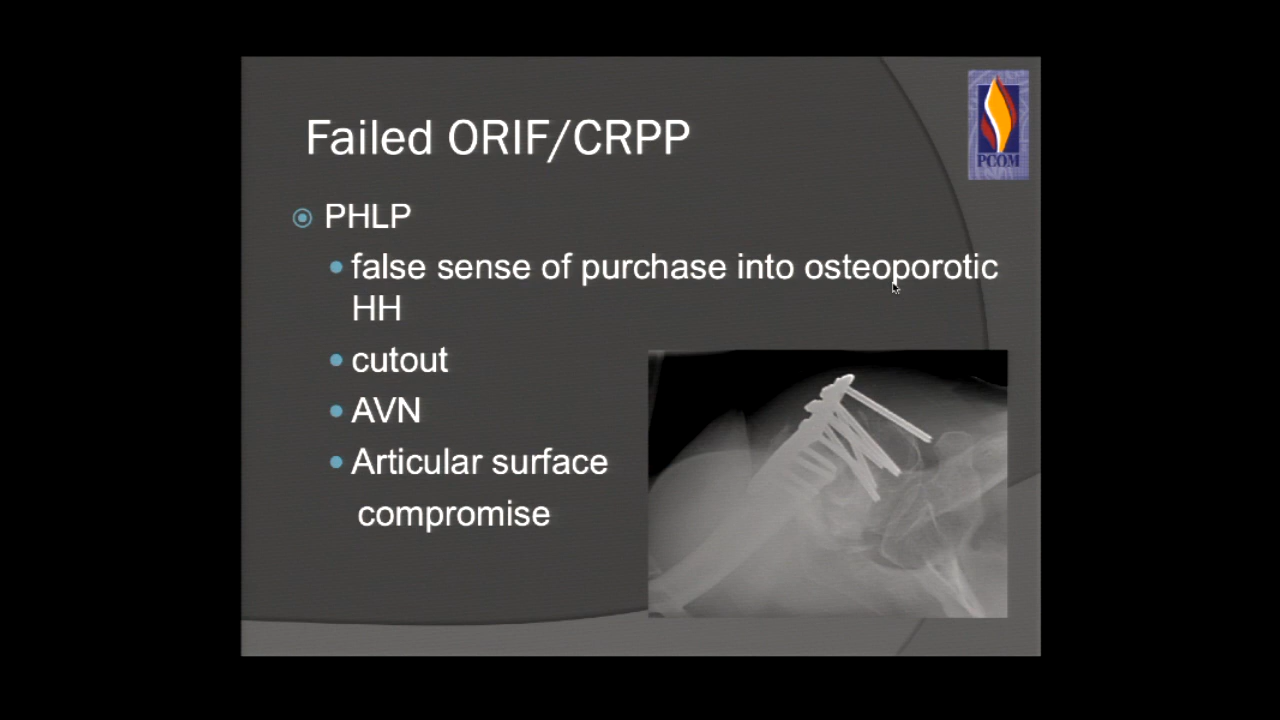 PCOM
Failed ORIF/CRPP
PHLP
false sense of purchase into osteoporotic
HH
cutout
AVN
Articular surface
compromise